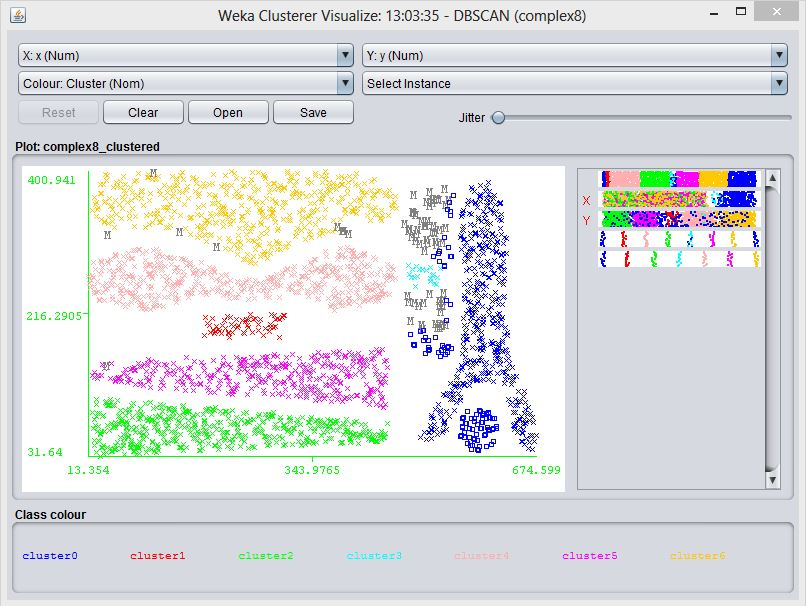 Weka Clusterer Visualize: 13:03:35 - DBSCAN (complex8)
X: x (Num)
Y: y (Num)
Colour: Cluster (Nom)
Select Instance
Reset
Clear
Open
Save
Jitter
Plot: complex8_clustered
400.941
216.2905
31.64
13.354
343.9765
674.599
X
Y
Class colour
cluster0
cluster1
cluster2
cluster3
cluster4
cluster5
cluster6